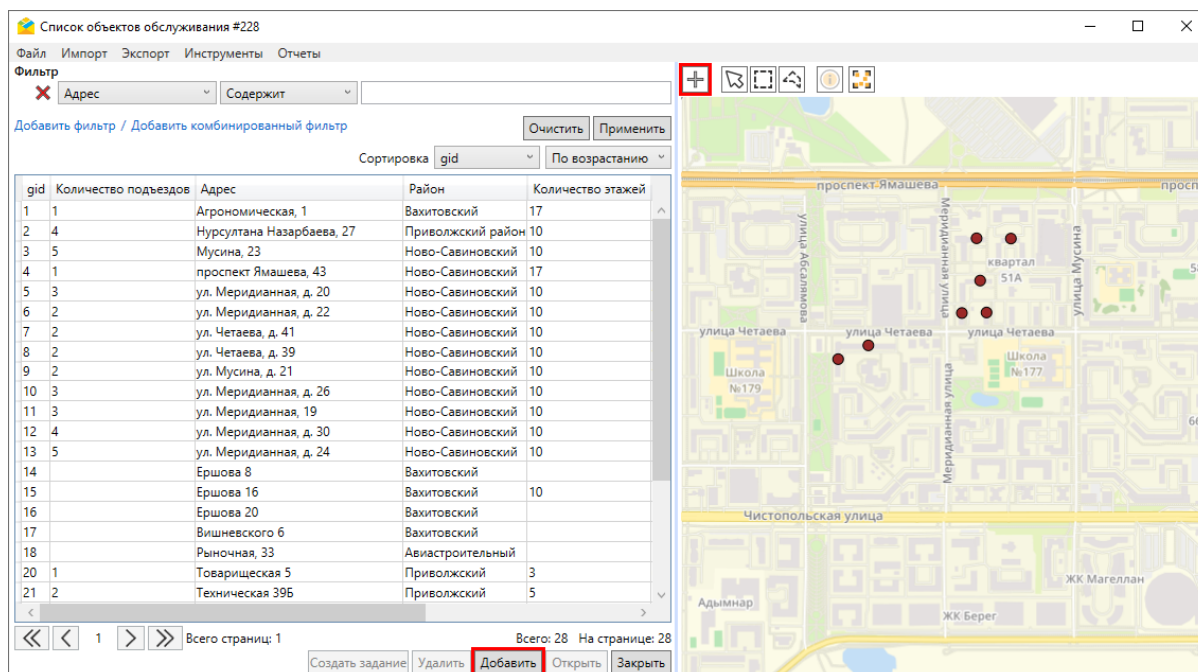 Список объектов обслуживания #228
Файл Импорт Экспорт Инструменты Отчеты
Фильтр
Адрес Содержит
Добавить фильтр / Добавить комбинированный фильтр Очистить Применить
Сортировка gid По возрастанию
gid Количество подъездов Адрес Район Количество этажей
1 1 Агрономическая, 1 Вахитовский 17
2 4 Нурсултана Назарбаева, 27 Приволжский район 10
3 5 Мусина, 23 Ново-Савиновский 10
4 1 проспект Ямашева, 43 Ново-Савиновский 17
5 3 ул. Меридианная, д. 20 Ново-Савиновский 10
6 2 ул. Меридианная, д. 22 Ново-Савиновский 10
7 2 ул. Четаева, д. 41 Ново-Савиновский 10
8 2 ул. Четаева, д. 39 Ново-Савиновский 10
9 2 ул. Мусина, д. 21 Ново-Савиновский 10
10 3 ул. Меридианная, д. 26 Ново-Савиновский 10
11 3 ул. Меридианная, 19 Ново-Савиновский 10
12 4 ул. Меридианная, д. 30 Ново-Савиновский 10
13 5 ул. Меридианная, д. 24 Ново-Савиновский 10
14 Ершова 8 Вахитовский
15 Ершова 16 Вахитовский 10
16 Ершова 20 Вахитовский
17 Вишневского 6 Вахитовский
18 Рыночная, 33 Авиастроительный
20 1 Товарищеская 5 Приволжский 3
21 2 Техническая 39Б Приволжский 5
1 Всего страниц: 1 Всего: 28 На странице: 28
Создать задание Удалить Добавить Открыть Закрыть
проспект Ямашева
просп
улица Абсалямова
Меридианная улица
улица Мусина
квартал
51А
58
улица Четаева улица Четаева улица Четаева
Школа
№179
Школа
№177
Меридианная улица
66
Чистопольская улица
ЖК Магеллан
Адымнар
ЖК Берег